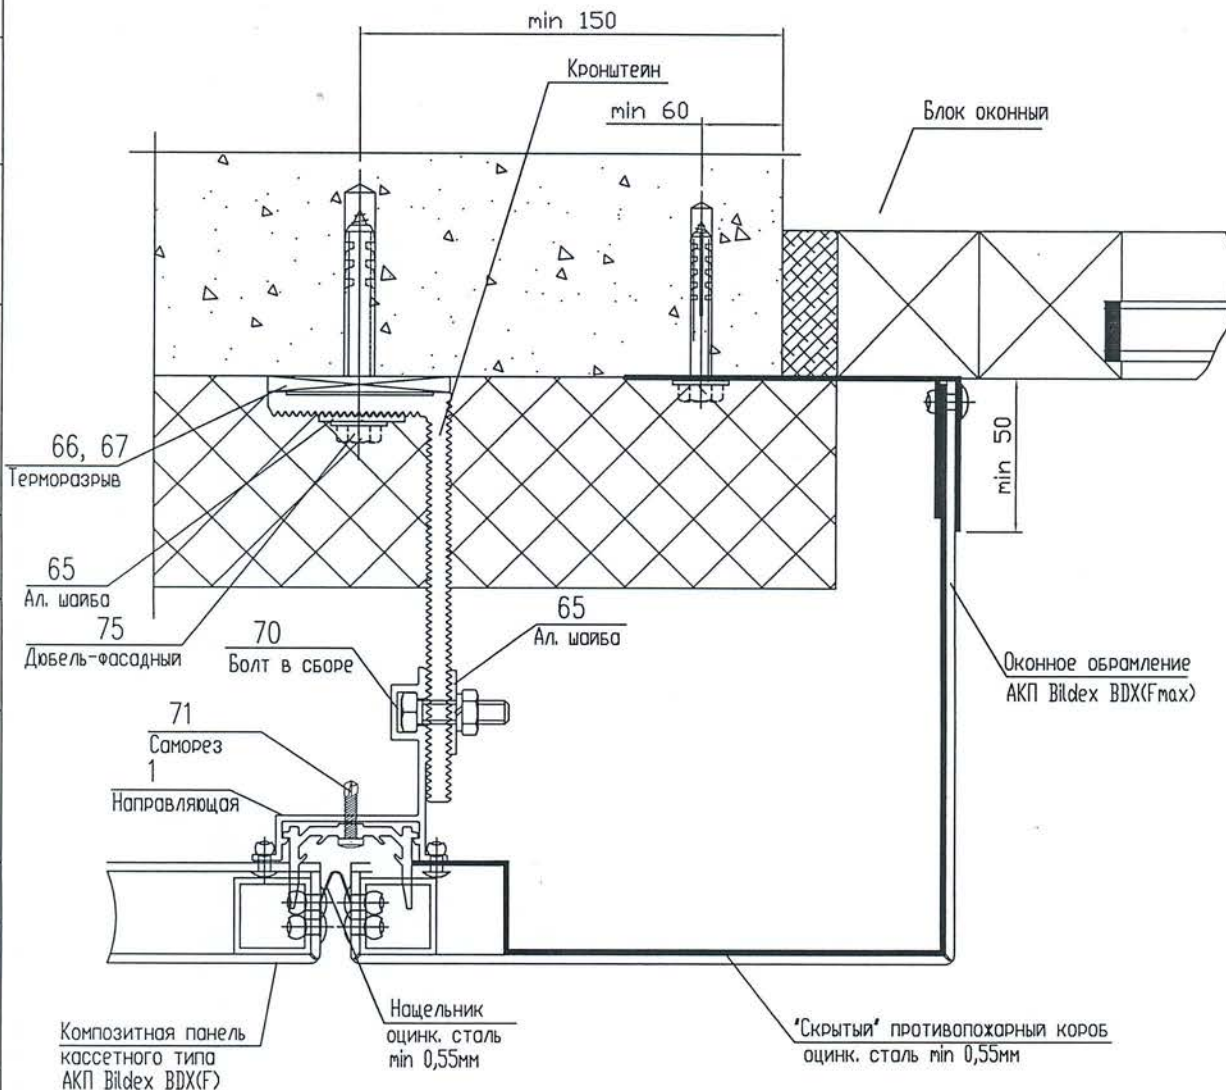 min 150
Кронштейн
min 60
Блок оконный
66, 67
Терморазрыв
min 50
65
Ал. шайба
75
Дюбель-фасадный
70
Болт в сборе
65
Ал. шайба
Оконное обрамление
АКП Bildex BDX(Fmax)
71
Саморез
1
Направляющая
Композитная панель
кассетного типа
АКП Bildex BDX(F)
Нащельник
оцинк. сталь
min 0,55мм
"Скрытый" противопожарный короб
оцинк. сталь min 0,55мм